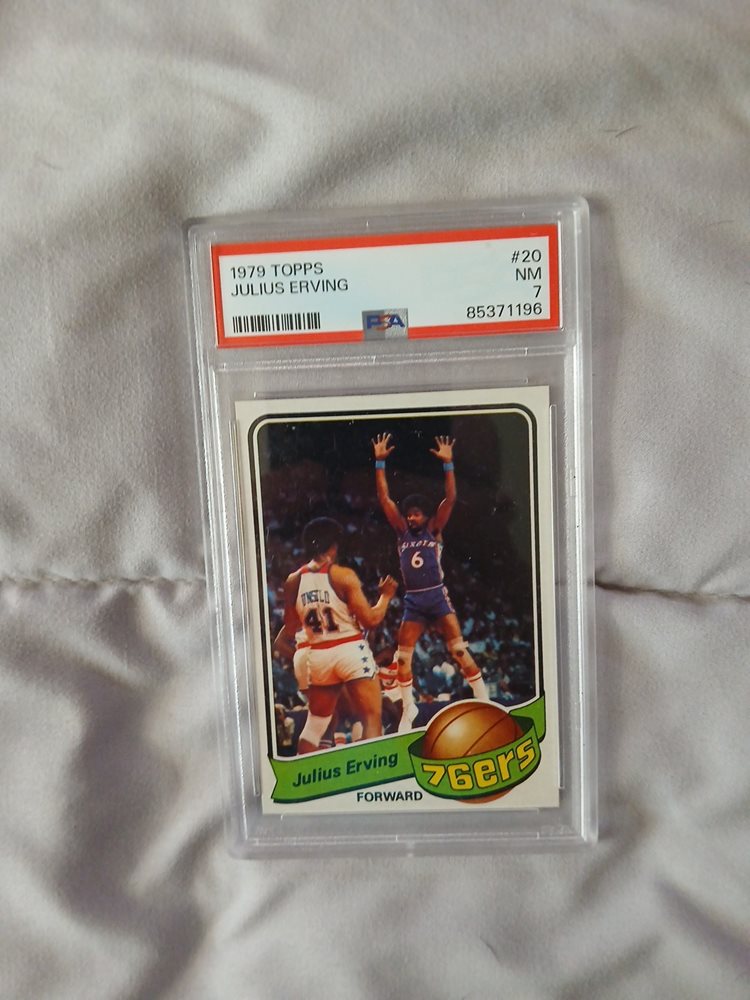 1979 TOPPS #20
JULIUS ERVING NM
7
PSA 85371196
SIXERS
6
UNSELD
41
Julius Erving 76ers
FORWARD